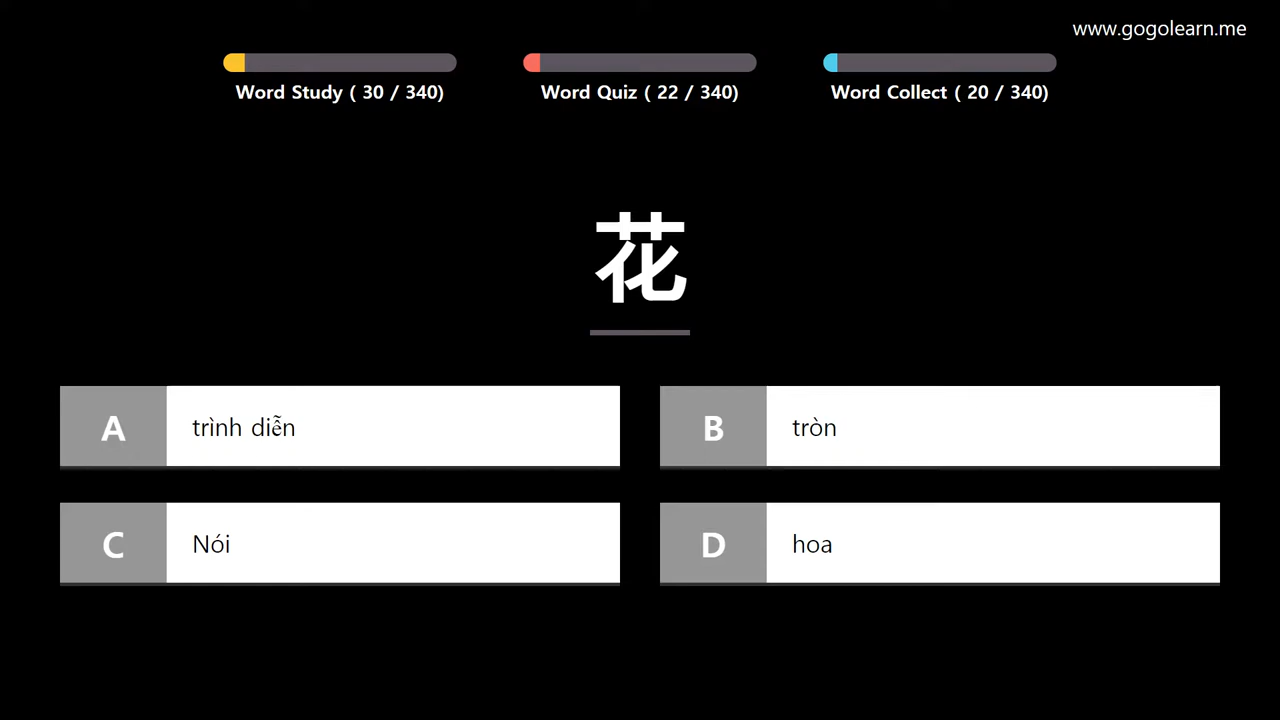 www.gogolearn.me
Word Study ( 30 / 340)
Word Quiz ( 22 / 340)
Word Collect ( 20 / 340)
花
A trình diễn
B tròn
C Nói
D hoa